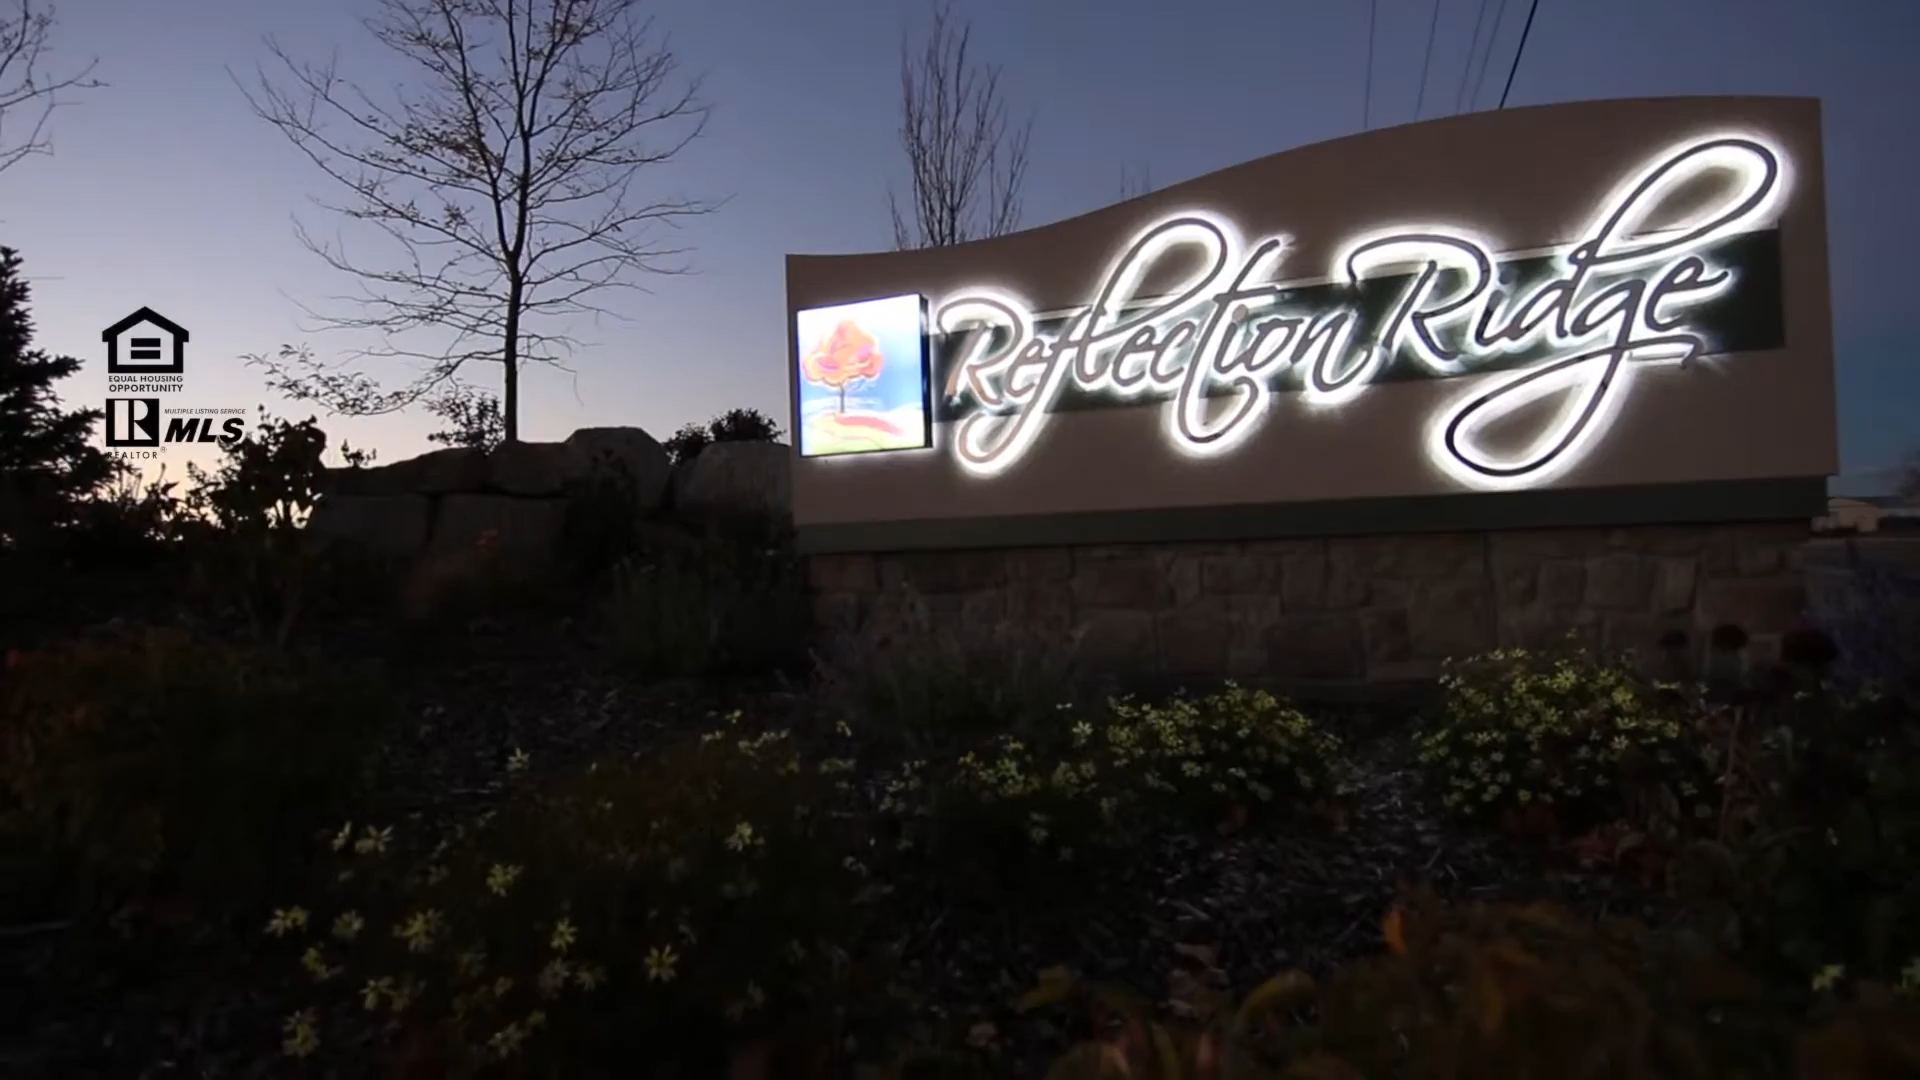 Reflection Ridge
EQUAL HOUSING
OPPORTUNITY
R MULTIPLE LISTING SERVICE
MLS
REALTOR®